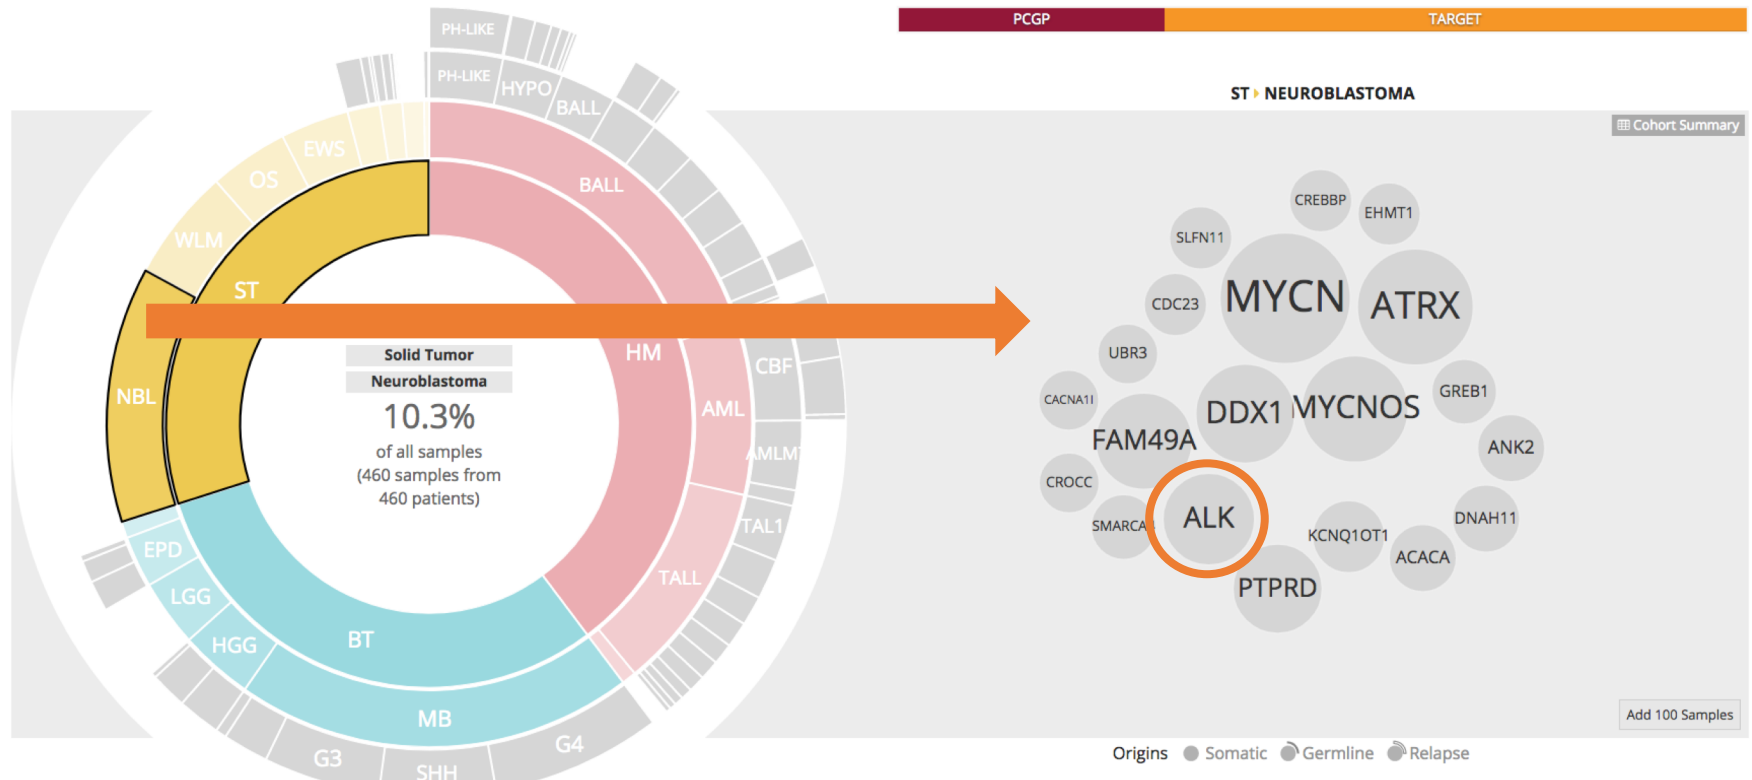 PCGP
TARGET
ST NEUROBLASTOMA
Cohort Summary
PH-LIKE
PH-LIKE
HYPO
BALL
BALL
EWS
OS
WLM
ST
NBL
HM
CBF
AML
TAL1
TALL
EPD
LGG
HGG
BT
MB
G3
SHH
G4
Solid Tumor
Neuroblastoma
10.3%
of all samples
(460 samples from
460 patients)
CREBBP
EHMT1
SLFN11
MYCN
ATRX
CDC23
UBR3
CACNA1I
GREB1
DDX1
MYCNOS
FAM49A
ANK2
CROCC
SMARCA
ALK
KCNQ1OT1
DNAH11
ACACA
PTPRD
Add 100 Samples
Origins Somatic Germline Relapse